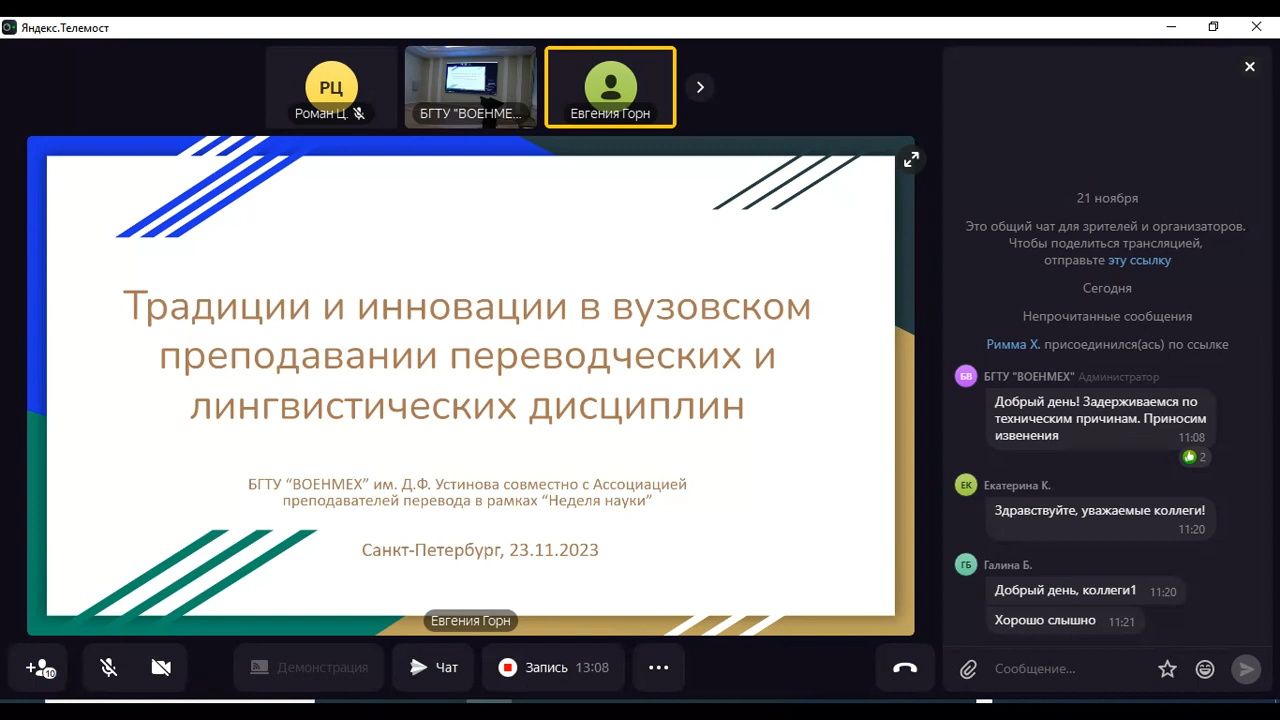 Яндекс.Телемост
РЦ
Роман Ц.
БГТУ "ВОЕНМЕ...
Евгения Горн
Традиции и инновации в вузовском
преподавании переводческих и
лингвистических дисциплин
БГТУ "ВОЕНМЕХ" им. Д.Ф. Устинова совместно с Ассоциацией
преподавателей перевода в рамках "Неделя науки"
Санкт-Петербург, 23.11.2023
Евгения Горн
10
Демонстрация
Чат
Запись 13:08
21 ноября
Это общий чат для зрителей и организаторов.
Чтобы поделиться трансляцией,
отправьте эту ссылку
Сегодня
Непрочитанные сообщения
Римма Х. присоединился(ась) по ссылке
БВ БГТУ "ВОЕНМЕХ" Администратор
Добрый день! Задерживаемся по
техническим причинам. Приносим
извенения 11:08
2
ЕК Екатерина К.
Здравствуйте, уважаемые коллеги!
11:20
ГБ Галина Б.
Добрый день, коллеги1 11:20
Хорошо слышно 11:21
Сообщение...